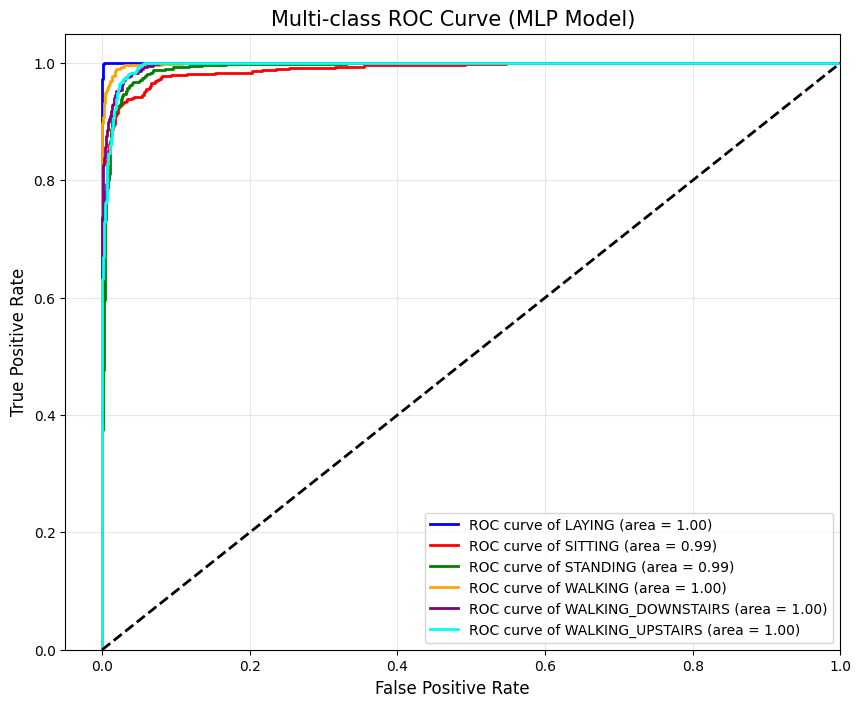 Multi-class ROC Curve (MLP Model)
True Positive Rate
1.0
0.8
0.6
0.4
0.2
0.0
ROC curve of LAYING (area = 1.00)
ROC curve of SITTING (area = 0.99)
ROC curve of STANDING (area = 0.99)
ROC curve of WALKING (area = 1.00)
ROC curve of WALKING_DOWNSTAIRS (area = 1.00)
ROC curve of WALKING_UPSTAIRS (area = 1.00)
0.0 0.2 0.4 0.6 0.8 1.0
False Positive Rate